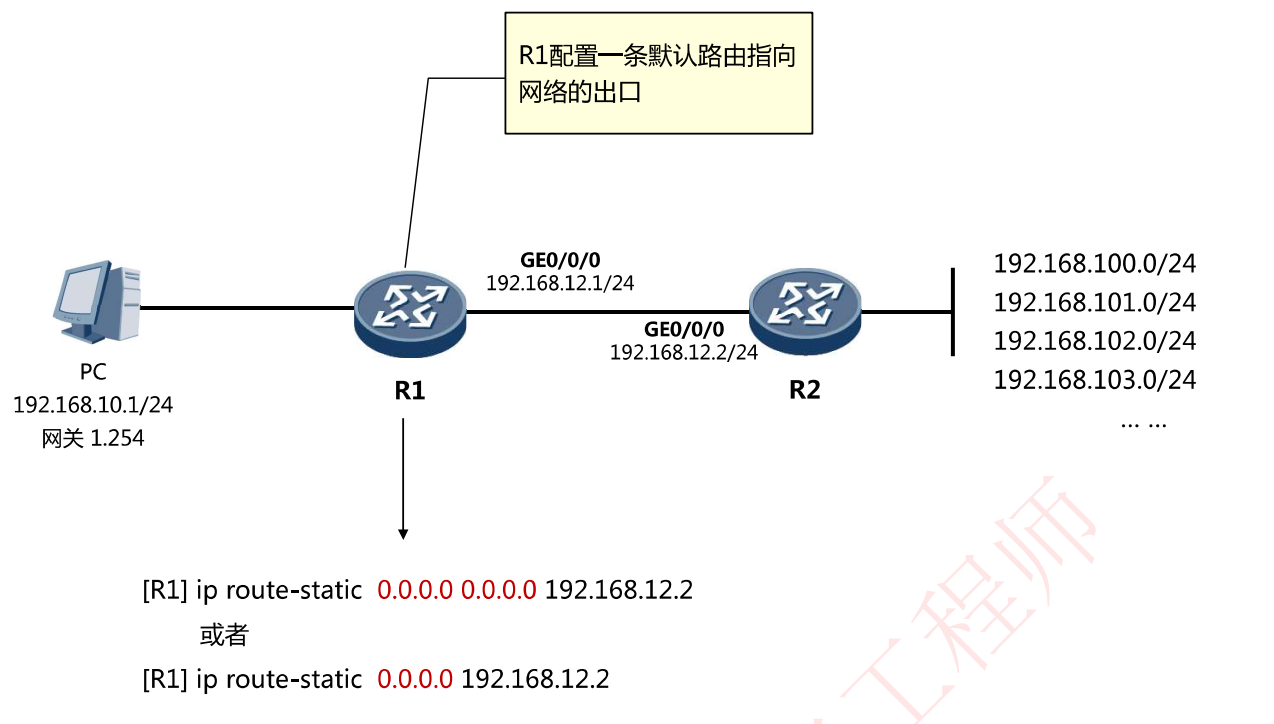 R1配置一条默认路由指向
网络的出口
GE0/0/0
192.168.12.1/24
GE0/0/0
192.168.12.2/24
192.168.100.0/24
192.168.101.0/24
192.168.102.0/24
192.168.103.0/24
... ...
PC
192.168.10.1/24
网关 1.254
R1
R2
[R1] ip route-static 0.0.0.0 0.0.0.0 192.168.12.2
或者
[R1] ip route-static 0.0.0.0 192.168.12.2
工程师